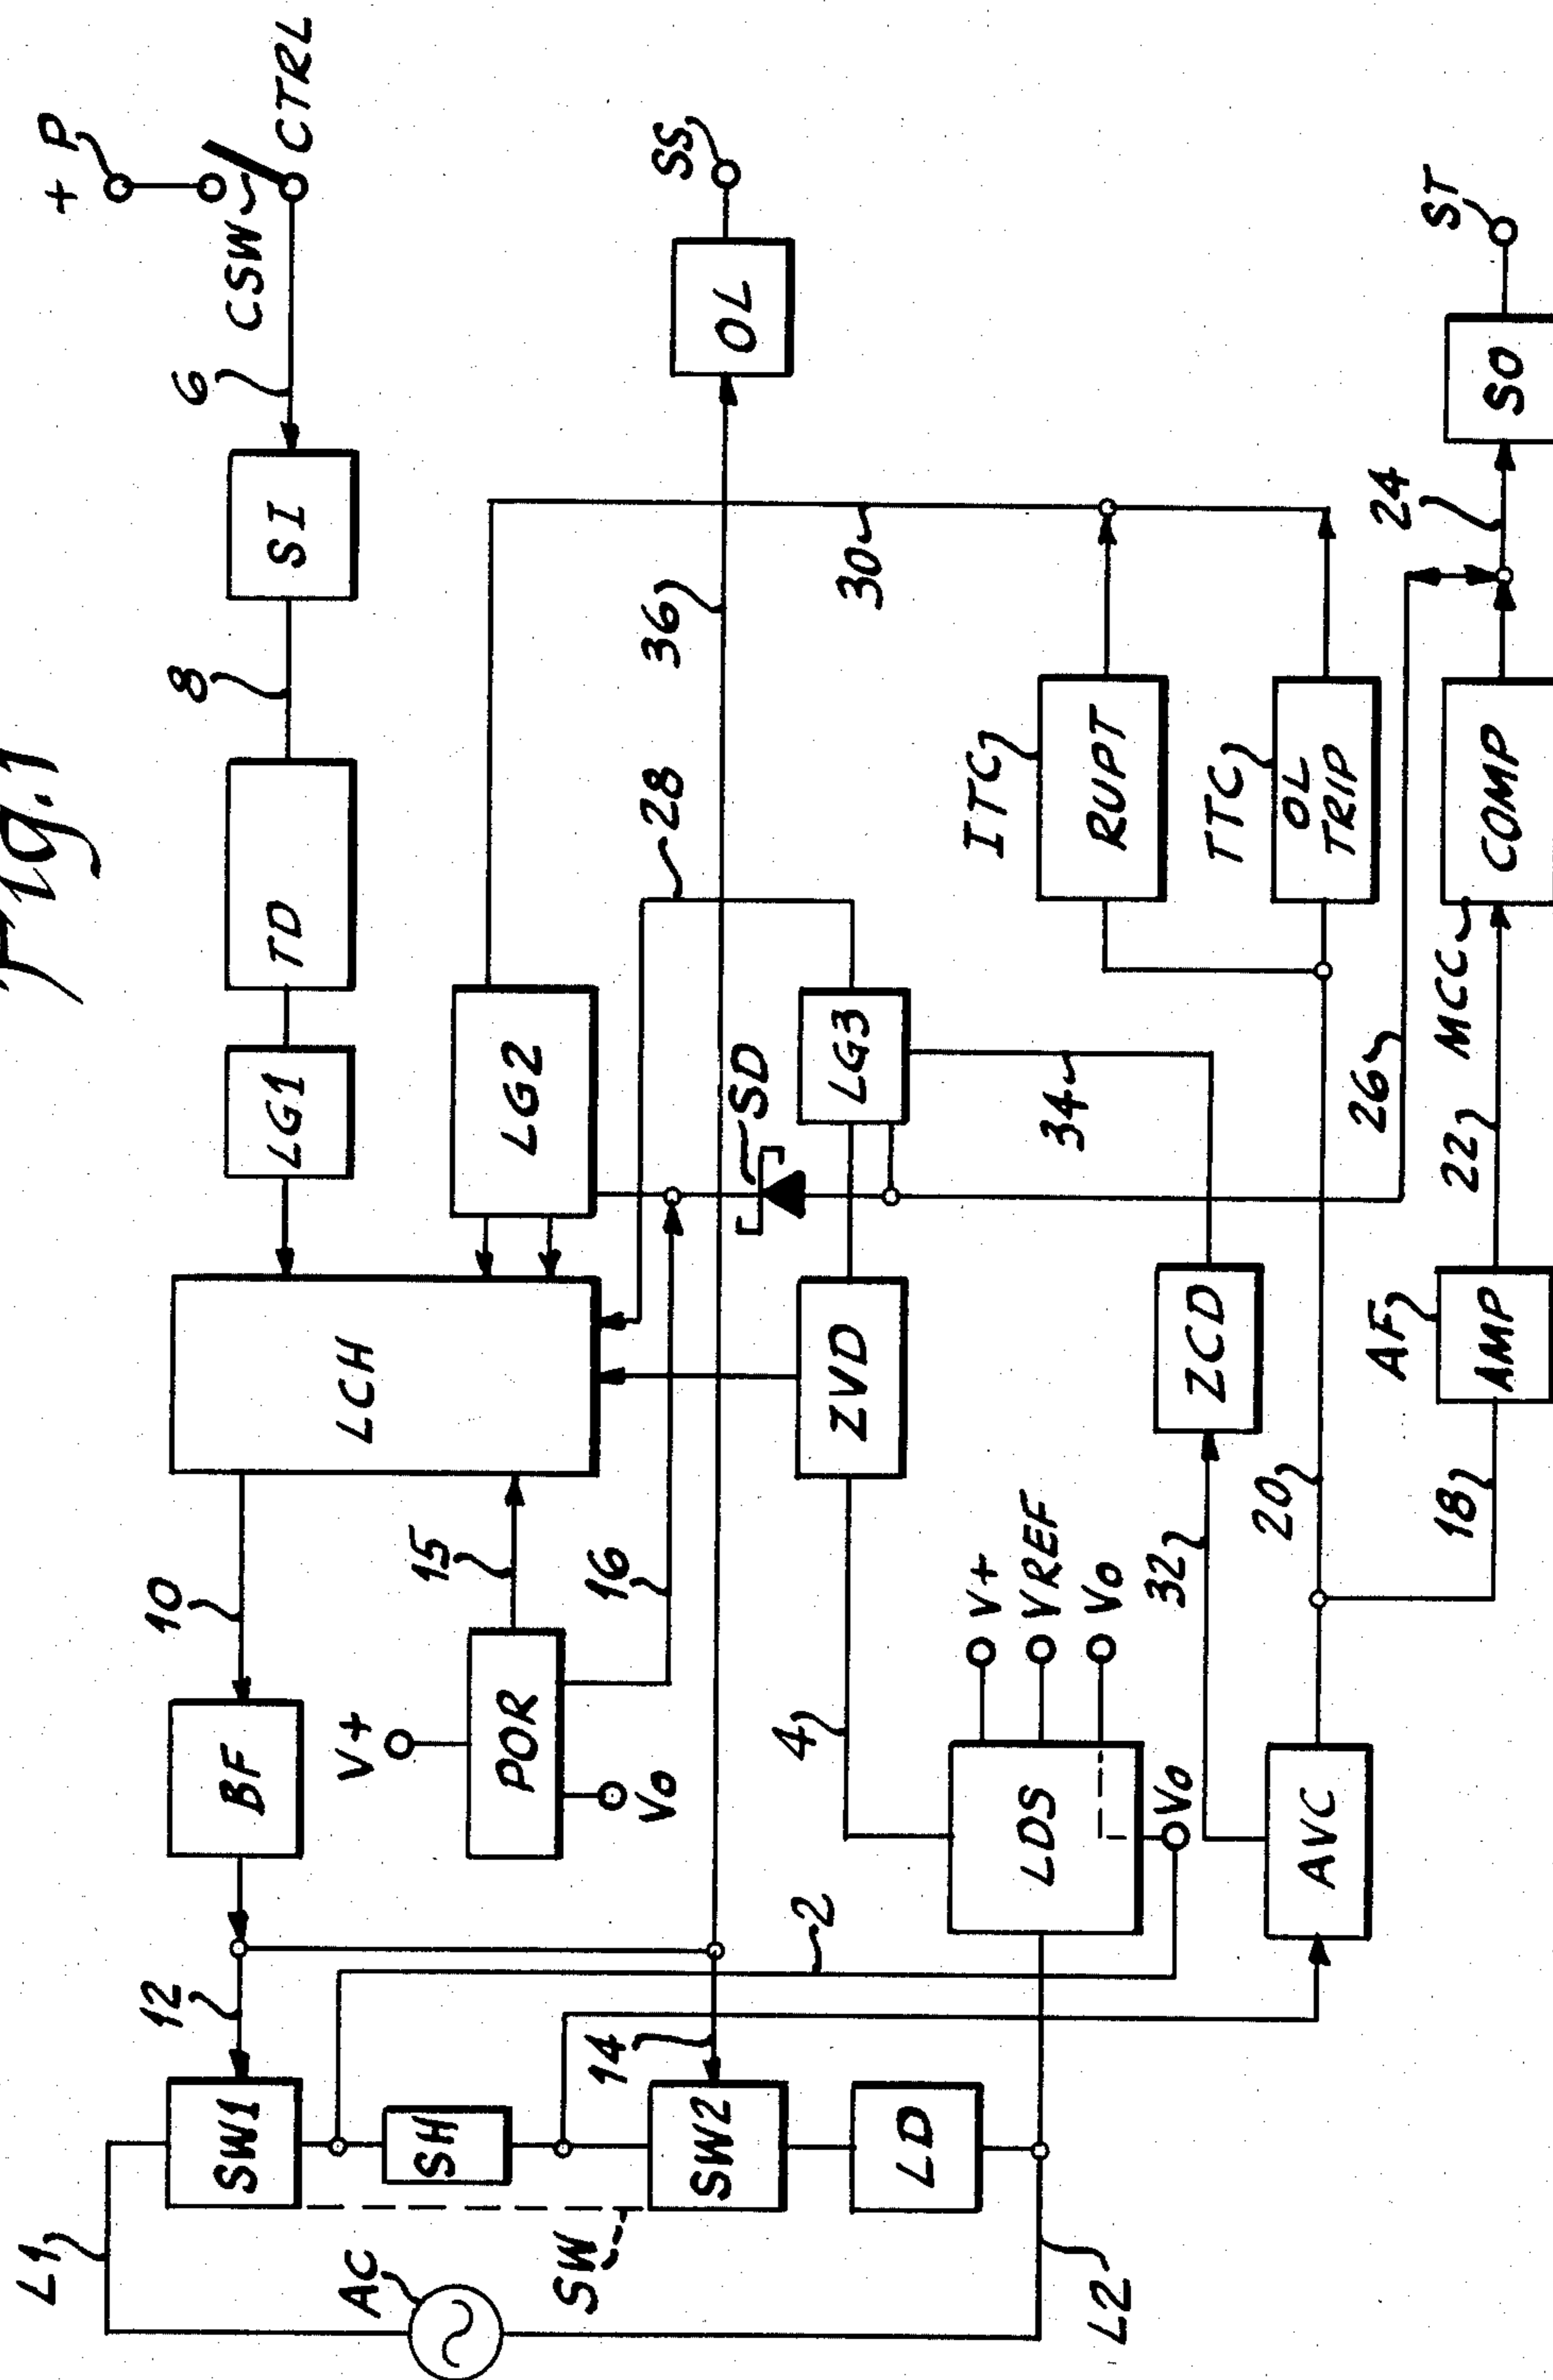 Fig.1
+ P
CSW
CTRL
6
SI
8
TD
LG1
LCH
10
BF
12
SW1
L1
AC
SH
SW
SW2
14
LD
L2
V+
POR
Vo
15
16
LG2
28
36
OL
SS
SD
LG3
ZVD
4
LDS
V+
VREF
Vo
Vo
2
34
30
ITC
RUPT
TTC
OL
TRIP
ZCD
32
AVC
20
26
18
AF
AMP
22
MCC
COMP
24
SO
ST